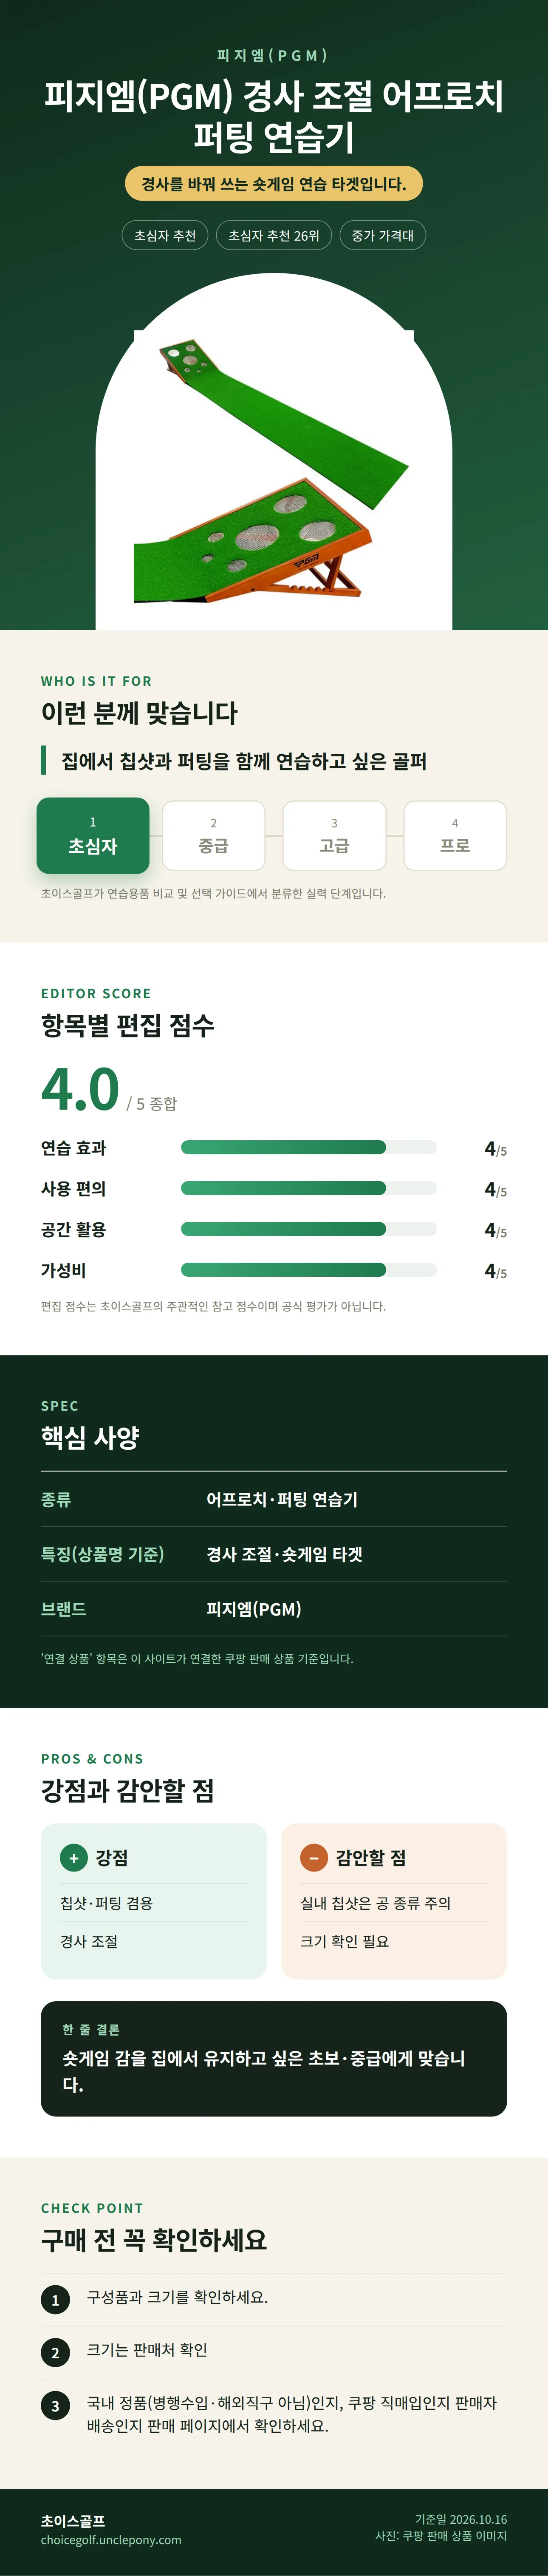 피지엠(PGM)
피지엠(PGM) 경사 조절 어프로치
퍼팅 연습기
경사를 바꿔 쓰는 숏게임 연습 타겟입니다.
초심자 추천
초심자 추천 26위
중가 가격대
PGM
WHO IS IT FOR
이런 분께 맞습니다
집에서 칩샷과 퍼팅을 함께 연습하고 싶은 골퍼
1
초심자
2
중급
3
고급
4
프로
초이스골프가 연습용품 비교 및 선택 가이드에서 분류한 실력 단계입니다.
EDITOR SCORE
항목별 편집 점수
4.0 / 5 종합
연습 효과 4/5
사용 편의 4/5
공간 활용 4/5
가성비 4/5
편집 점수는 초이스골프의 주관적인 참고 점수이며 공식 평가가 아닙니다.
SPEC
핵심 사양
종류 어프로치·퍼팅 연습기
특징(상품명 기준) 경사 조절·숏게임 타겟
브랜드 피지엠(PGM)
'연결 상품' 항목은 이 사이트가 연결한 쿠팡 판매 상품 기준입니다.
PROS & CONS
강점과 감안할 점
+ 강점
칩샷·퍼팅 겸용
경사 조절
− 감안할 점
실내 칩샷은 공 종류 주의
크기 확인 필요
한 줄 결론
숏게임 감을 집에서 유지하고 싶은 초보·중급에게 맞습니
다.
CHECK POINT
구매 전 꼭 확인하세요
1 구성품과 크기를 확인하세요.
2 크기는 판매처 확인
3 국내 정품(병행수입·해외직구 아님)인지, 쿠팡 직매입인지 판매자
배송인지 판매 페이지에서 확인하세요.
초이스골프
choicegolf.unclepony.com
기준일 2026.10.16
사진: 쿠팡 판매 상품 이미지